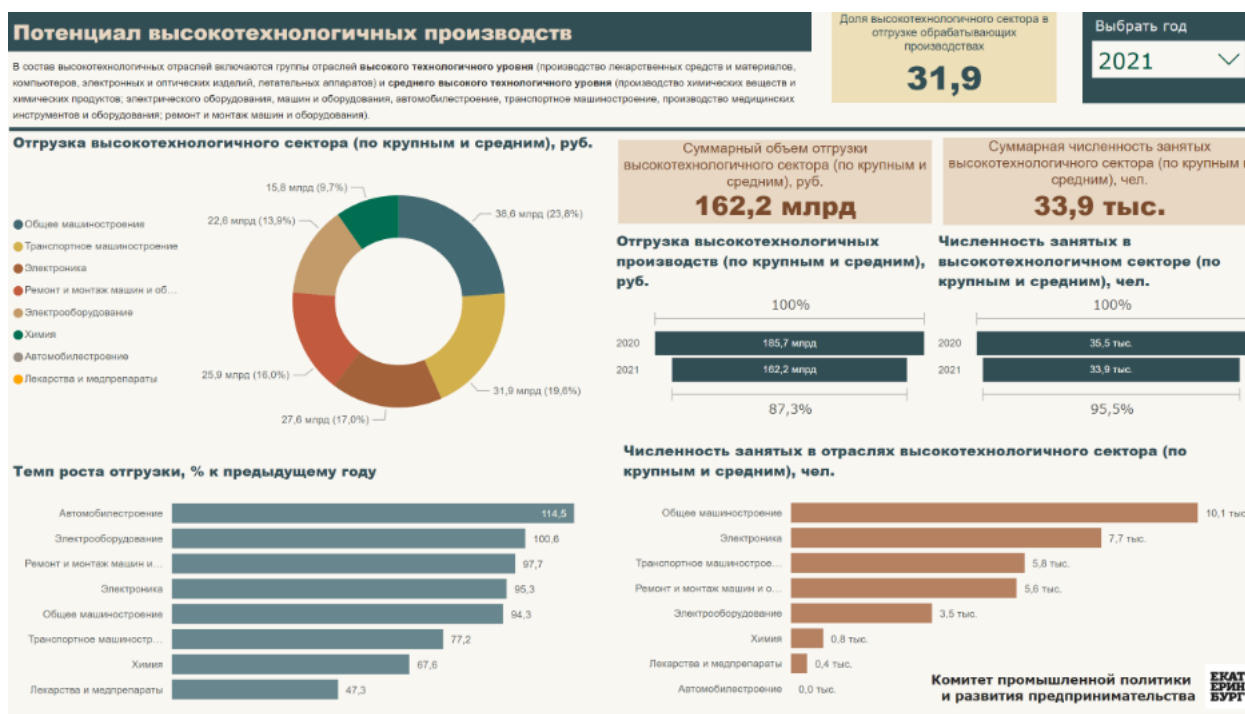 Потенциал высокотехнологичных производств
В состав высокотехнологичных отраслей включаются группы отраслей высокого технологичного уровня (производство лекарственных средств и материалов,
компьютеров, электронных и оптических изделий, летательных аппаратов) и среднего высокого технологичного уровня (производство химических веществ и
химических продуктов; электрического оборудования, машин и оборудования, автомобилестроение, транспортное машиностроение, производство медицинских
инструментов и оборудования; ремонт и монтаж машин и оборудования).
Доля высокотехнологичного сектора в
отгрузке обрабатывающих
производствах
31,9
Выбрать год
2021
Отгрузка высокотехнологичного сектора (по крупным и средним), руб.
Общее машиностроение
Транспортное машиностроение
Электроника
Ремонт и монтаж машин и об...
Электрооборудование
Химия
Автомобилестроение
Лекарства и медпрепараты
15,8 млрд (9,7%)
38,6 млрд (23,8%)
22,6 млрд (13,9%)
25,9 млрд (16,0%)
31,9 млрд (19,6%)
27,6 млрд (17,0%)
Суммарный объем отгрузки
высокотехнологичного сектора (по крупным и
средним), руб.
162,2 млрд
Суммарная численность занятых
высокотехнологичного сектора (по крупным и
средним), чел.
33,9 тыс.
Отгрузка высокотехнологичных
производств (по крупным и средним),
руб.
100%
2020 185,7 млрд
2021 162,2 млрд
87,3%
Численность занятых в
высокотехнологичном секторе (по
крупным и средним), чел.
100%
2020 35,5 тыс.
2021 33,9 тыс.
95,5%
Темп роста отгрузки, % к предыдущему году
Автомобилестроение 114,5
Электрооборудование 100,6
Ремонт и монтаж машин и... 97,7
Электроника 95,3
Общее машиностроение 94,3
Транспортное машиностр... 77,2
Химия 67,6
Лекарства и медпрепараты 47,3
Численность занятых в отраслях высокотехнологичного сектора (по
крупным и средним), чел.
Общее машиностроение 10,1 тыс
Электроника 7,7 тыс.
Транспортное машинострое... 5,8 тыс.
Ремонт и монтаж машин и о... 5,6 тыс.
Электрооборудование 3,5 тыс.
Химия 0,8 тыс.
Лекарства и медпрепараты 0,4 тыс.
Автомобилестроение 0,0 тыс.
Комитет промышленной политики
и развития предпринимательства
ЕКАТ
ЕРИН
БУРГ